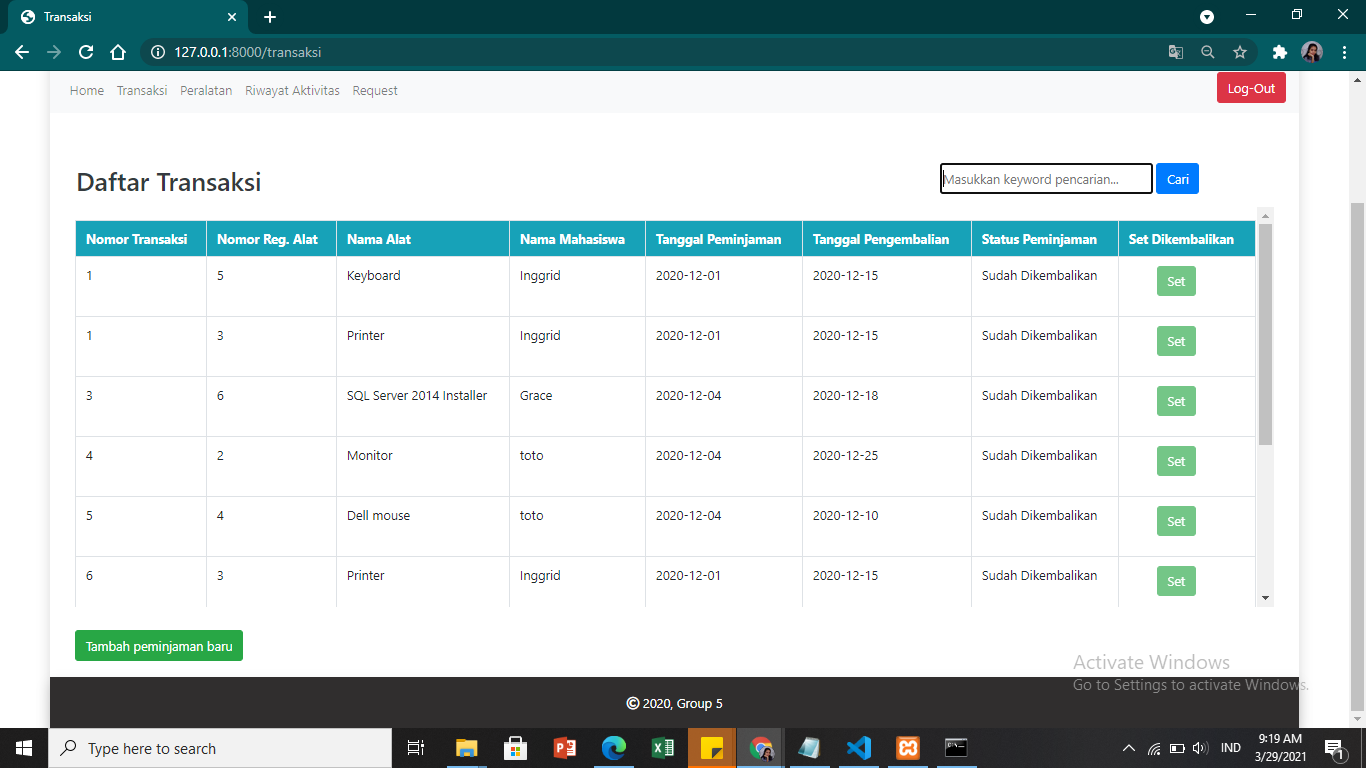 Transaksi
127.0.0.1:8000/transaksi
Home Transaksi Peralatan Riwayat Aktivitas Request Log-Out
Daftar Transaksi
Masukkan keyword pencarian... Cari
Nomor Transaksi Nomor Reg. Alat Nama Alat Nama Mahasiswa Tanggal Peminjaman Tanggal Pengembalian Status Peminjaman Set Dikembalikan
1 5 Keyboard Inggrid 2020-12-01 2020-12-15 Sudah Dikembalikan Set
1 3 Printer Inggrid 2020-12-01 2020-12-15 Sudah Dikembalikan Set
3 6 SQL Server 2014 Installer Grace 2020-12-04 2020-12-18 Sudah Dikembalikan Set
4 2 Monitor toto 2020-12-04 2020-12-25 Sudah Dikembalikan Set
5 4 Dell mouse toto 2020-12-04 2020-12-10 Sudah Dikembalikan Set
6 3 Printer Inggrid 2020-12-01 2020-12-15 Sudah Dikembalikan Set
Tambah peminjaman baru
Activate Windows
Go to Settings to activate Windows.
© 2020, Group 5
Type here to search
IND
9:19 AM
3/29/2021
1